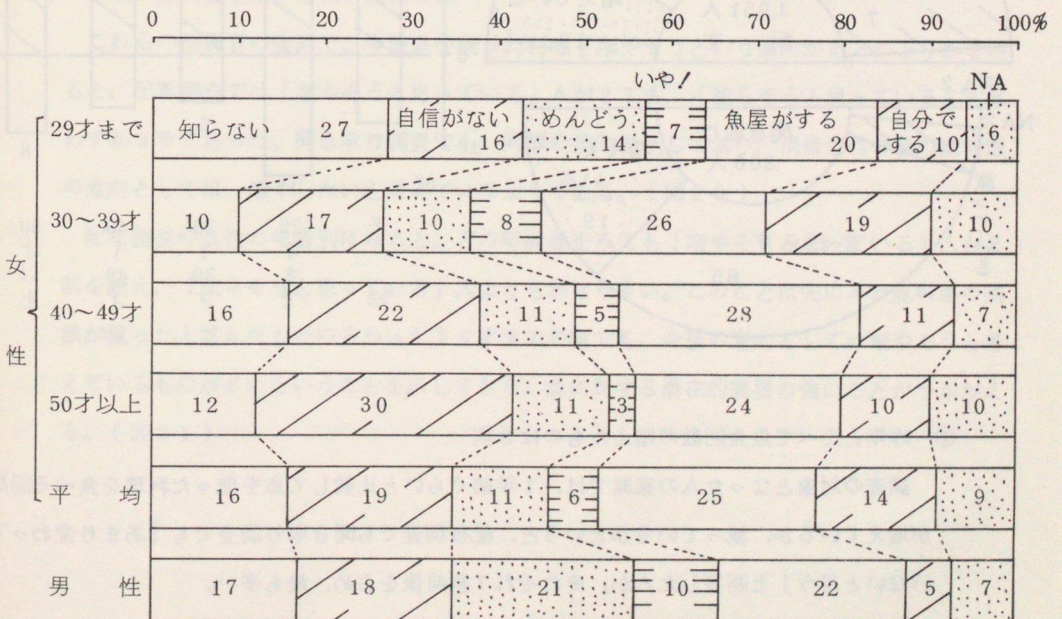 0 10 20 30 40 50 60 70 80 90 100%
いや! NA
29才まで 知らない 27 自信がない 16 めんどう 14 7 魚屋がする 20 自分で する 10 6
30〜39才 10 17 10 8 26 19 10
40〜49才 16 22 11 5 28 11 7
50才以上 12 30 11 3 24 10 10
平均 16 19 11 6 25 14 9
女性
男性 17 18 21 10 22 5 7